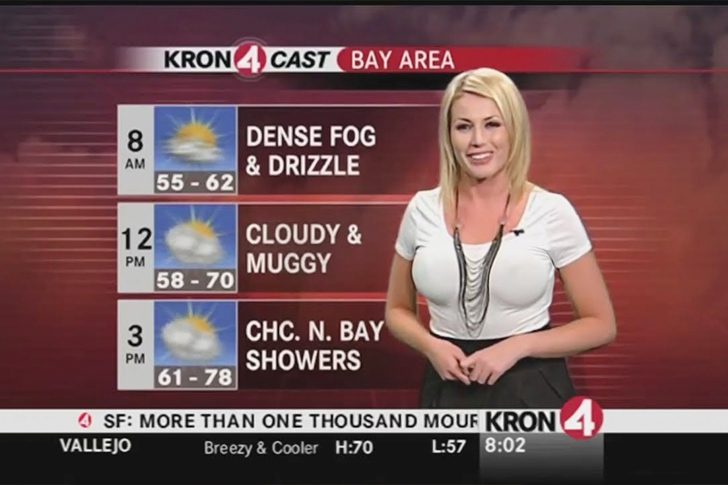 KRON 4 CAST BAY AREA
8 AM
55 - 62
DENSE FOG
& DRIZZLE
12 PM
58 - 70
CLOUDY &
MUGGY
3 PM
61 - 78
CHC. N. BAY
SHOWERS
4 SF: MORE THAN ONE THOUSAND MOUR
KRON 4
VALLEJO Breezy & Cooler H:70 L:57 8:02